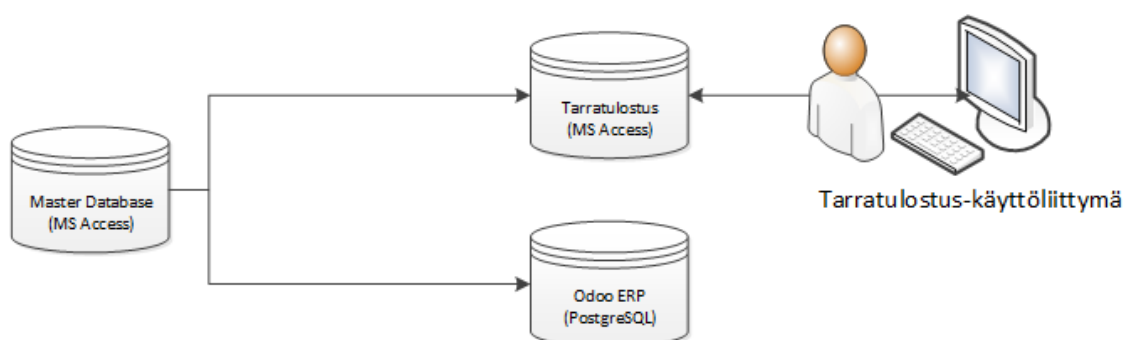 Master Database
(MS Access)
Tarratulostus
(MS Access)
Tarratulostus-käyttöliittymä
Odoo ERP
(PostgreSQL)